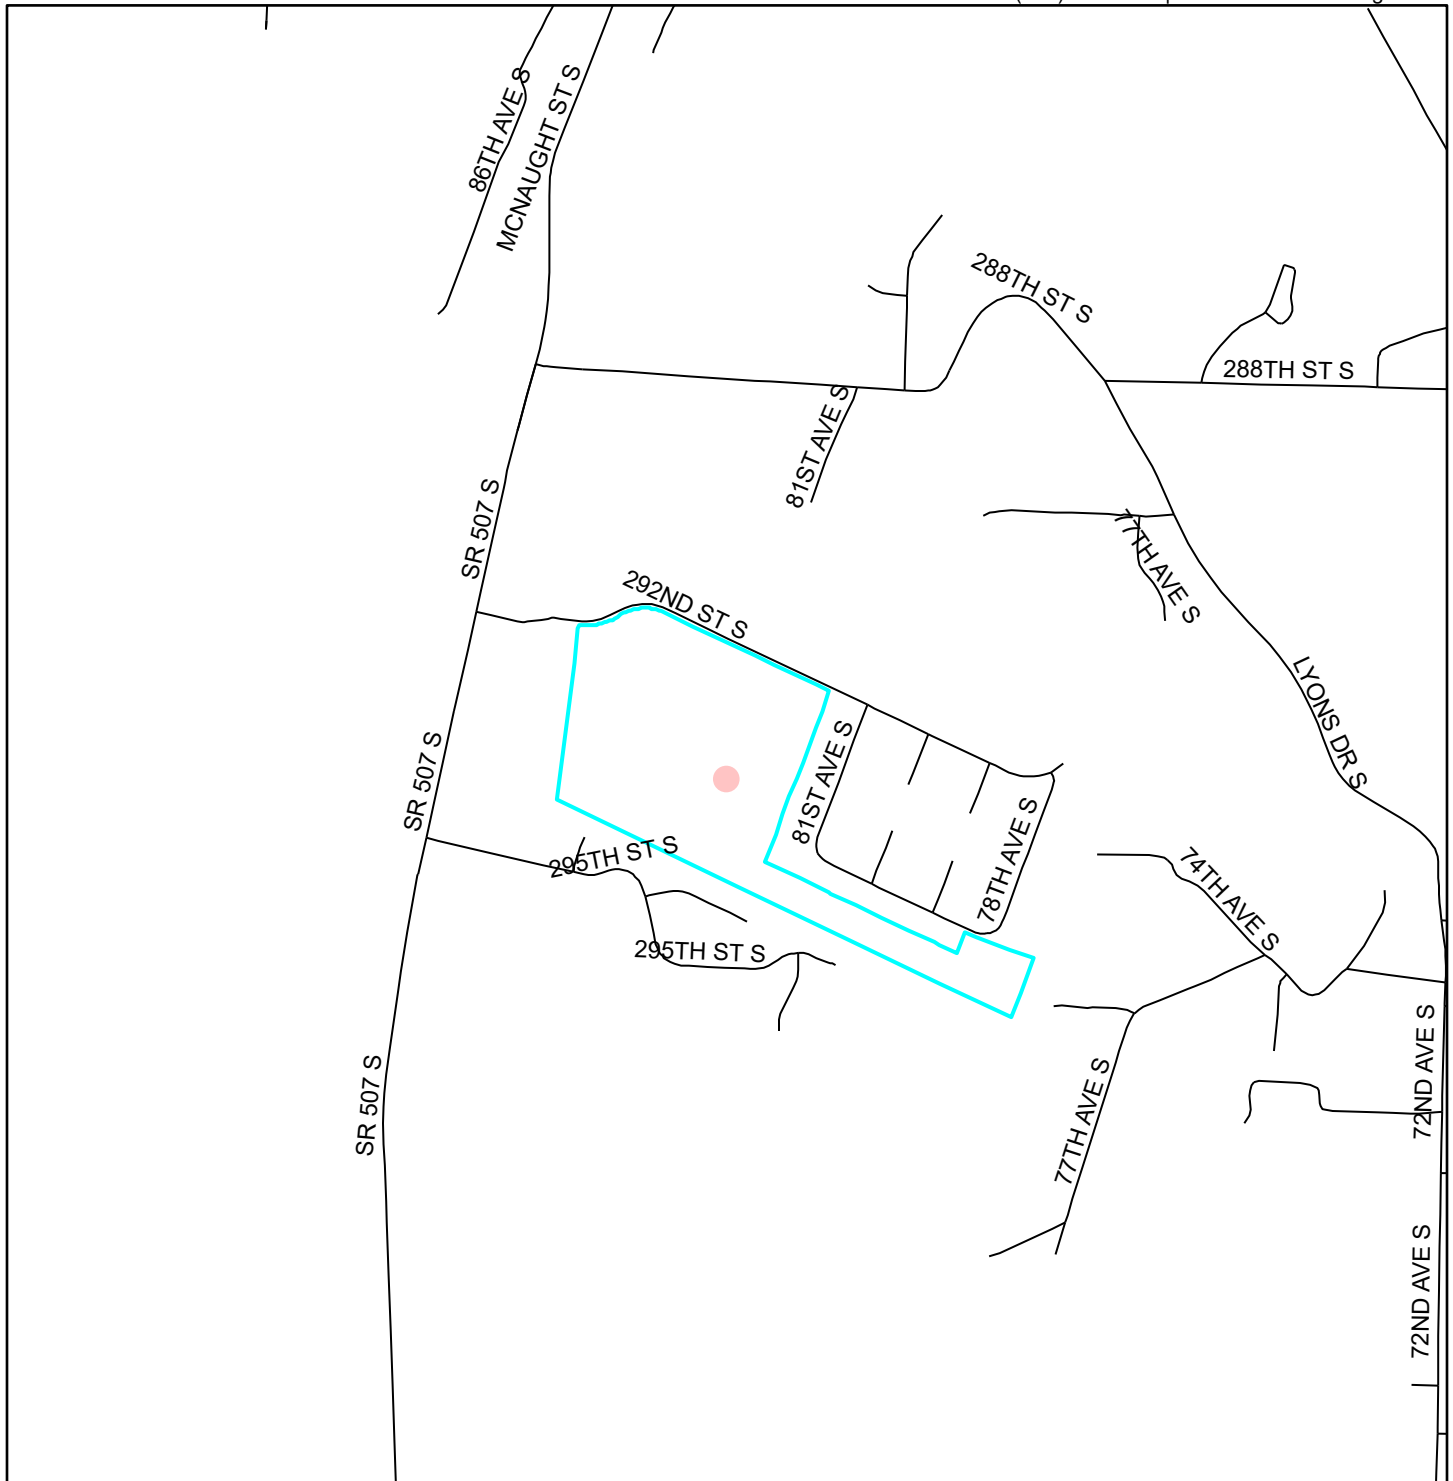 86TH AVE S
MCNAUGHT ST S
288TH ST S
288TH ST S
81ST AVE S
SR 507 S
77TH AVE S
292ND ST S
LYONS DR S
SR 507 S
81ST AVE S
78TH AVE S
295TH ST S
74TH AVE S
295TH ST S
72ND AVE S
SR 507 S
77TH AVE S
72ND AVE S